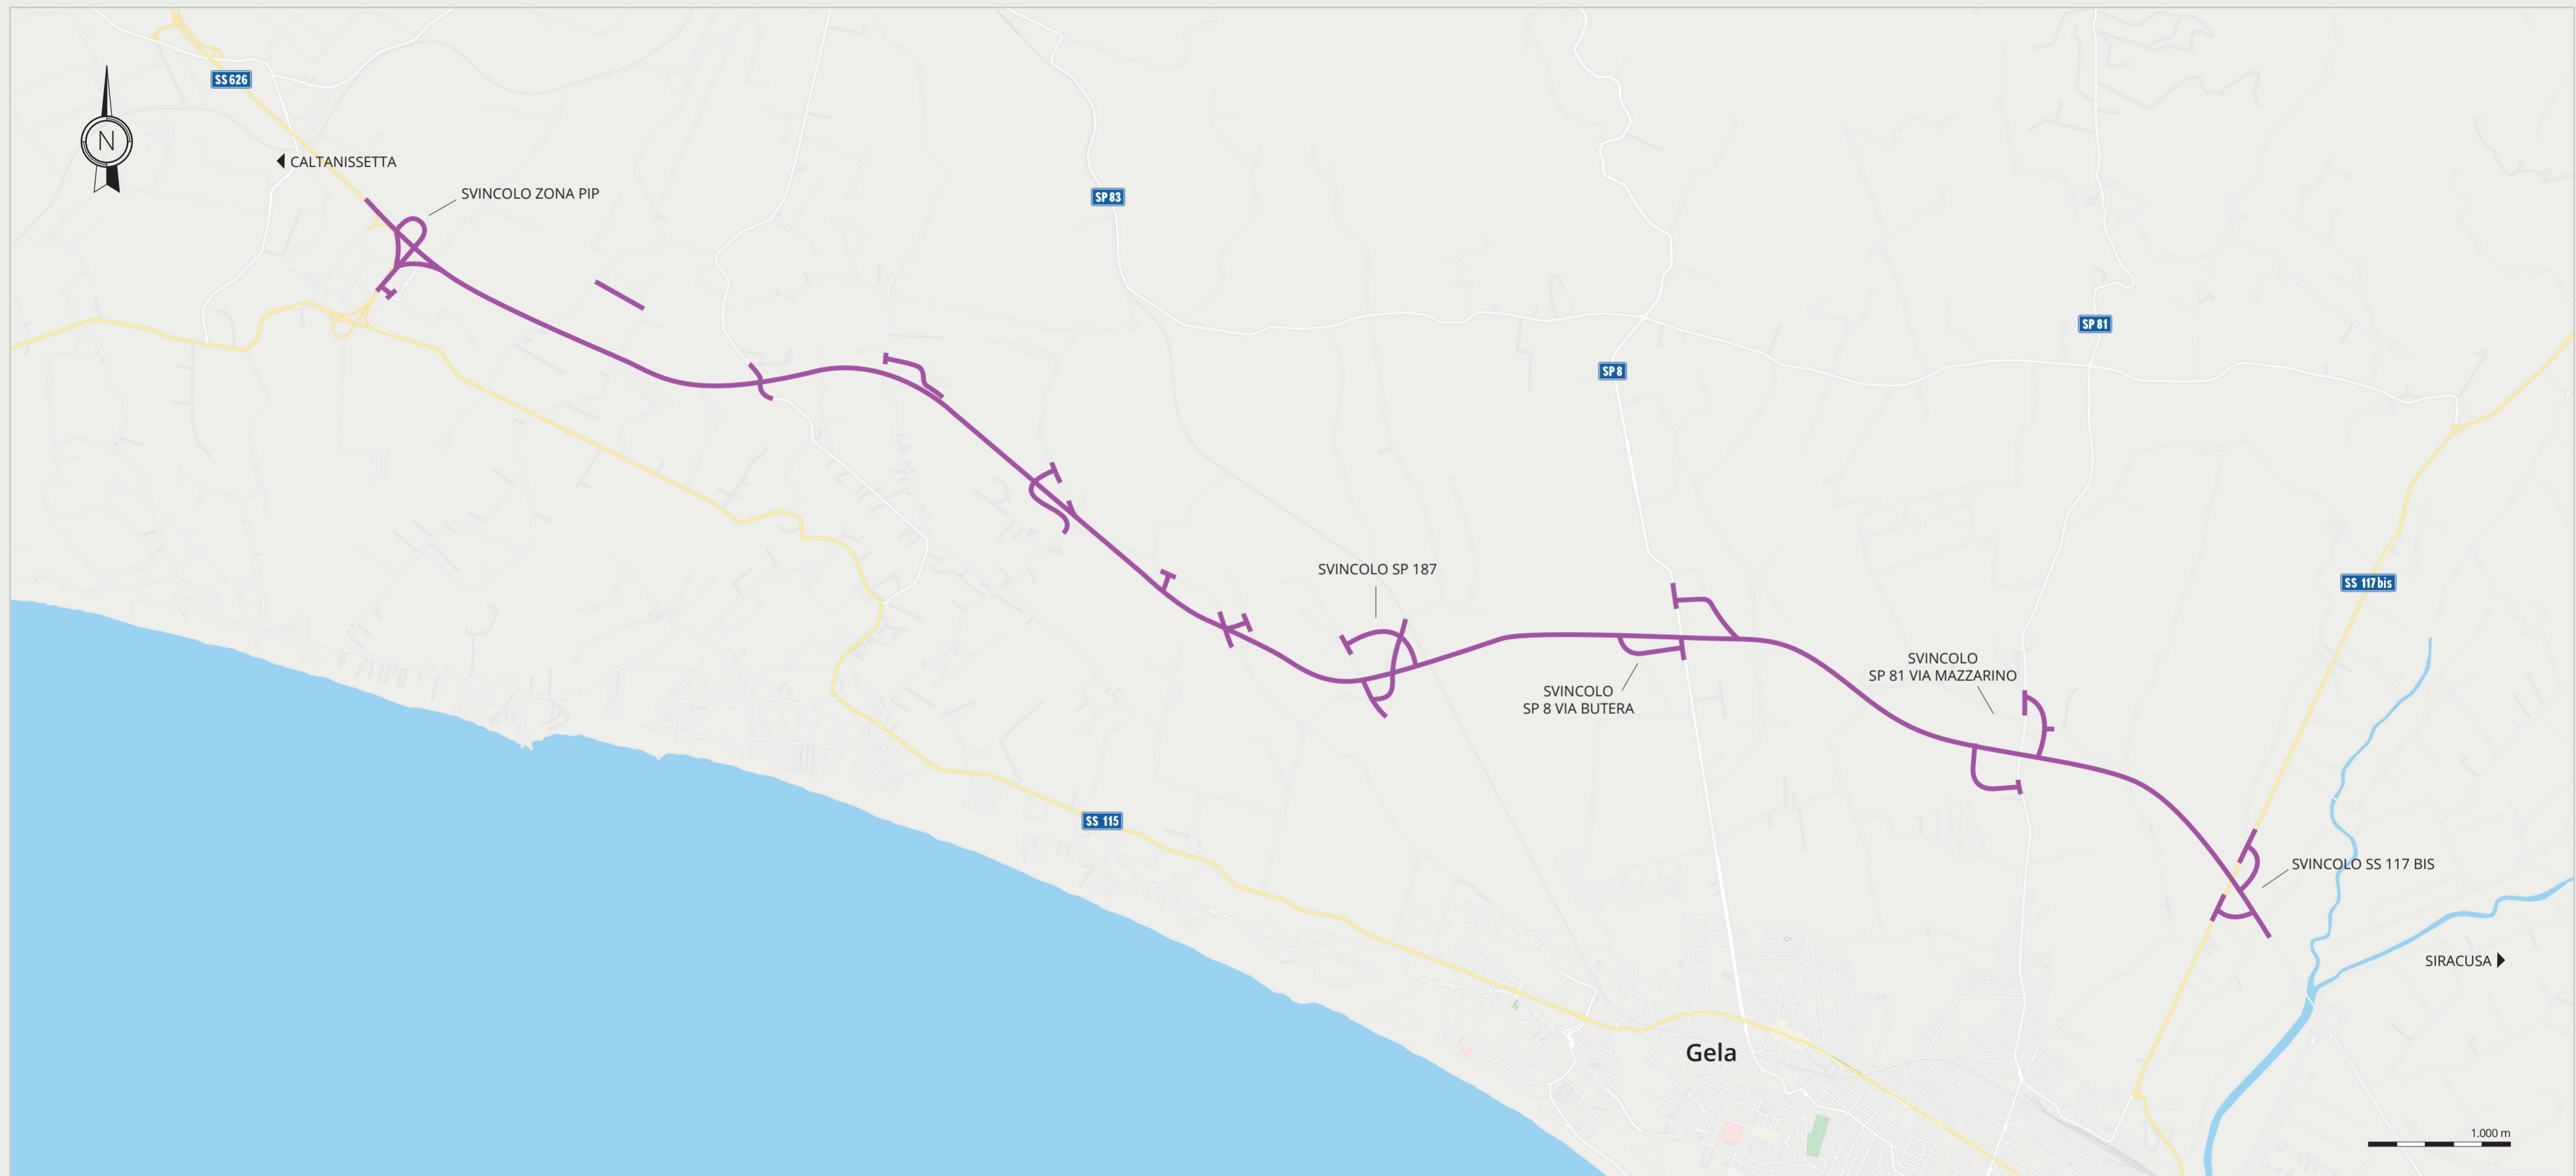 SS 626
N
CALTANISSETTA
SVINCOLO ZONA PIP
SP 83
SP 81
SP 8
SVINCOLO SP 187
SS 117 bis
SVINCOLO
SP 81 VIA MAZZARINO
SVINCOLO
SP 8 VIA BUTERA
SS 115
SVINCOLO SS 117 BIS
SIRACUSA
Gela
1.000 m